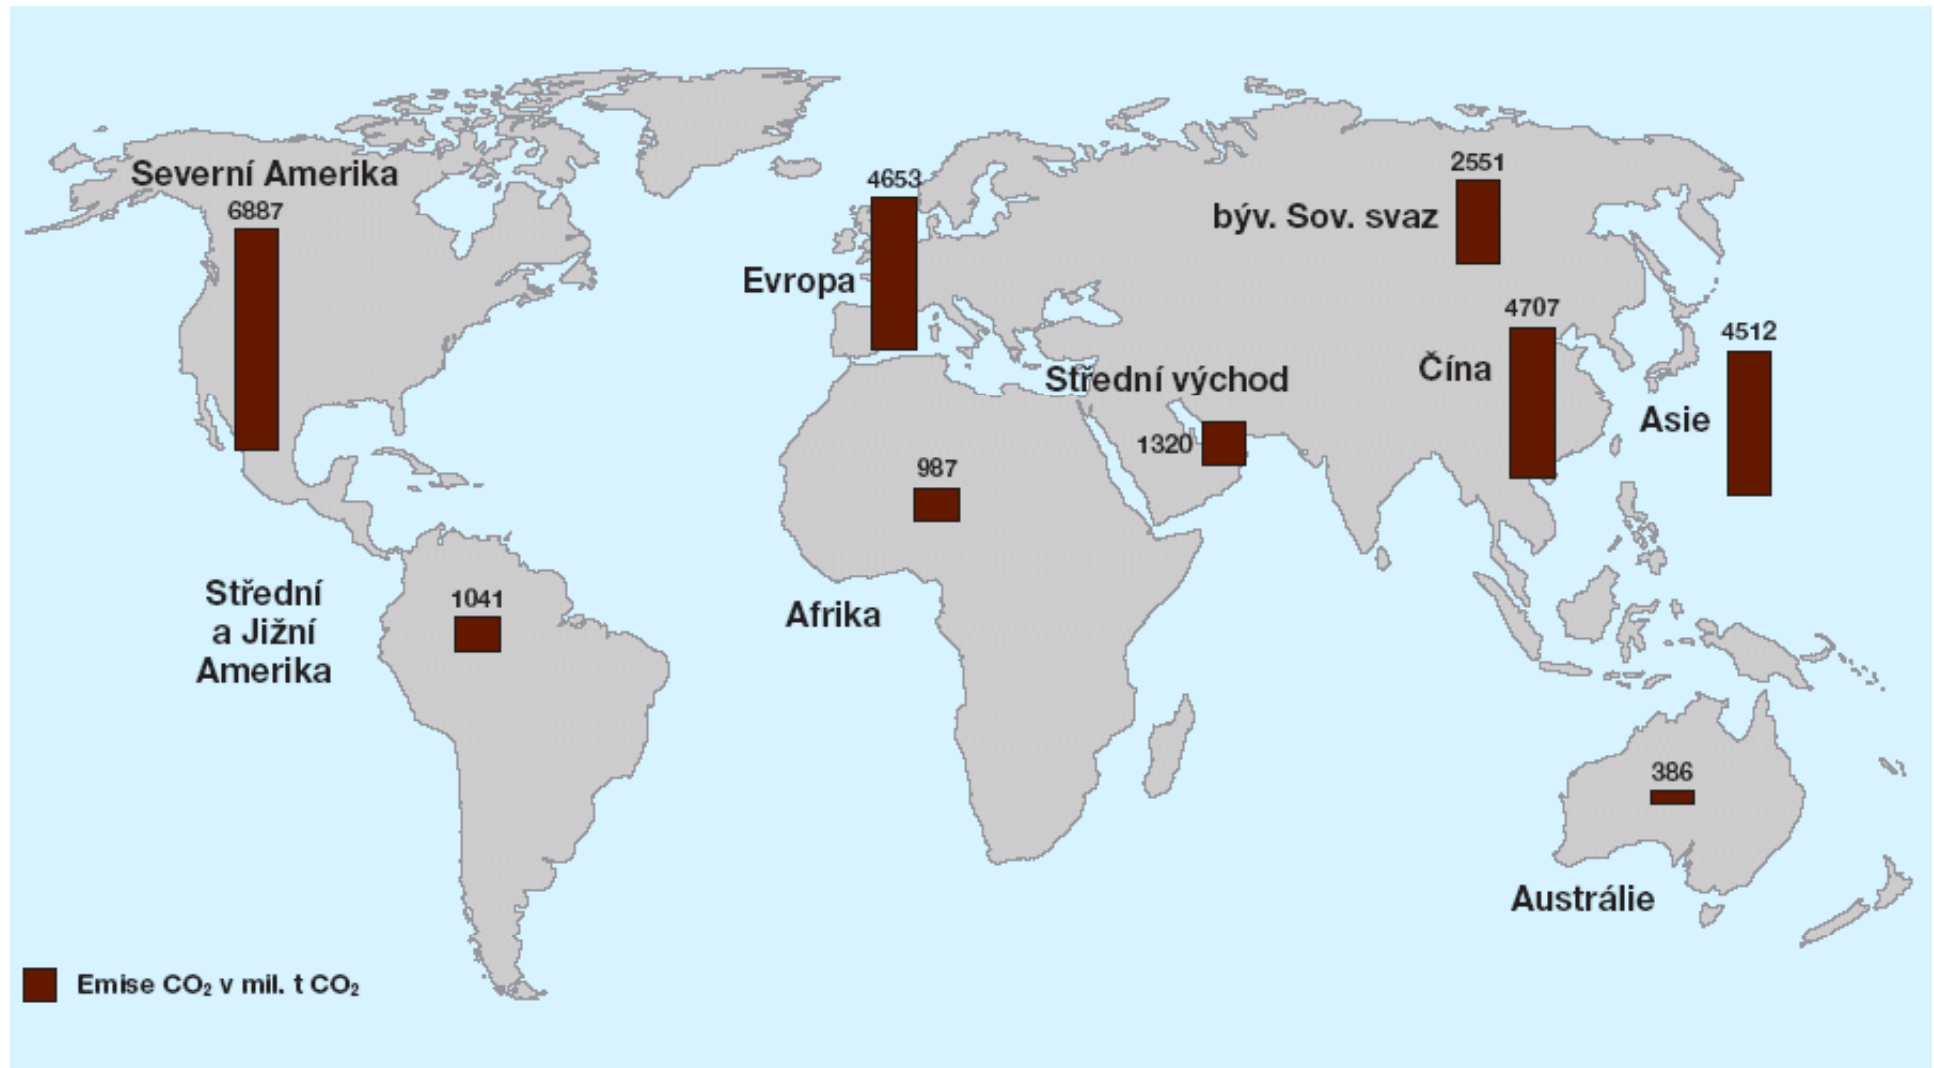 Severní Amerika
6887
4653
Evropa
2551
býv. Sov. svaz
4707
Čína
4512
Asie
Střední východ
1320
987
Afrika
Střední
a Jižní
Amerika
1041
386
Austrálie
Emise CO₂ v mil. t CO₂